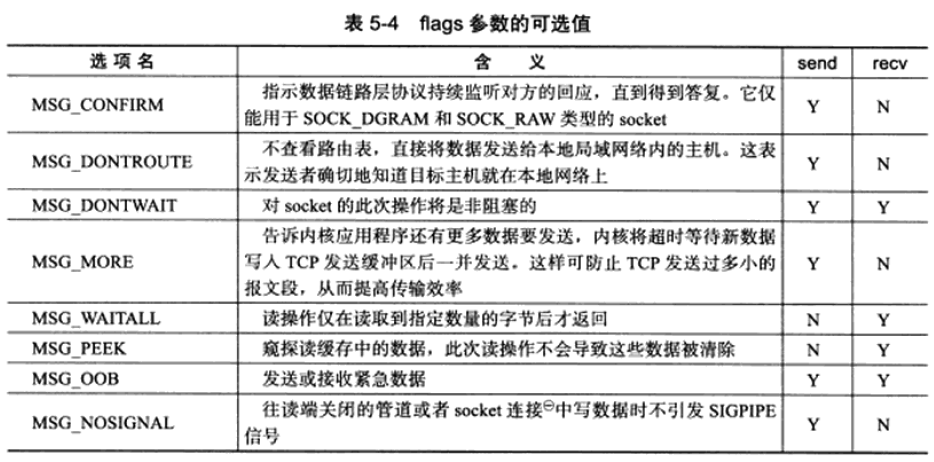 表 5-4 flags 参数的可选值
选 项 名 含 义 send recv
MSG_CONFIRM 指示数据链路层协议持续监听对方的回应，直到得到答复。它仅
能用于 SOCK_DGRAM 和 SOCK_RAW 类型的 socket Y N
MSG_DONTROUTE 不查看路由表，直接将数据发送给本地局域网络内的主机。这表
示发送者确切地知道目标主机就在本地网络上 Y N
MSG_DONTWAIT 对 socket 的此次操作将是非阻塞的 Y Y
告诉内核应用程序还有更多数据要发送，内核将超时等待新数据
MSG_MORE 写入 TCP 发送缓冲区后一并发送。这样可防止 TCP 发送过多小的 Y N
报文段，从而提高传输效率
MSG_WAITALL 读操作仅在读取到指定数量的字节后才返回 N Y
MSG_PEEK 窥探读缓存中的数据，此次读操作不会导致这些数据被清除 N Y
MSG_OOB 发送或接收紧急数据 Y Y
MSG_NOSIGNAL 往读端关闭的管道或者 socket 连接㊀中写数据时不引发 SIGPIPE
信号 Y N